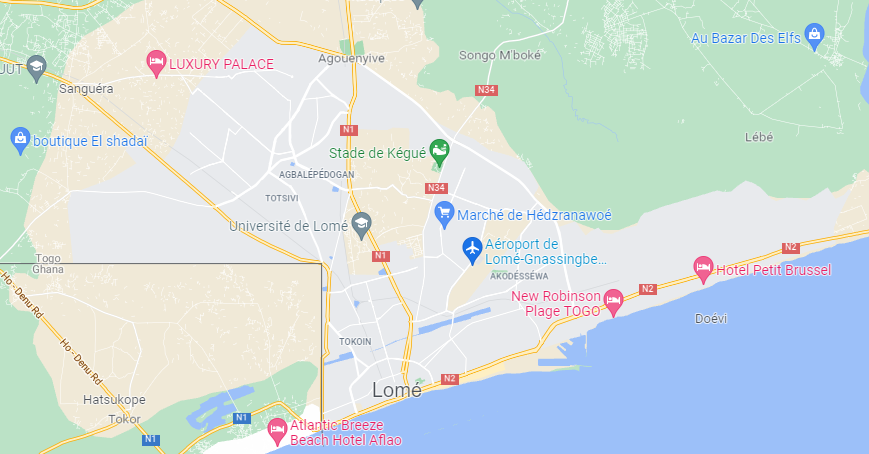 Au Bazar Des Elfs
Songo M'boké
Agouenyive
LUXURY PALACE
UT
Sanguéra
N34
N1
boutique El shadaï
Lébé
Stade de Kégué
AGBALÉPÉDOGAN
N34
TOTSIVI
Marché de Hédzranawoé
Université de Lomé
Aéroport de
Lomé-Gnassingbe...
N2
N1
Togo
Ghana
AKODESSÉWA
Hotel Petit Brussel
Ho - Denu Rd
N2
New Robinson
Plage TOGO
Doévi
TOKOIN
Ho - Denu Rd
N2
Lomé
Hatsukope
Tokor
N1
N1
Atlantic Breeze
Beach Hotel Aflao